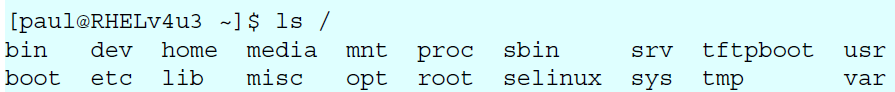 [paul@RHELv4u3 ~]$ ls /
bin dev home media mnt proc sbin srv tftpboot usr
boot etc lib misc opt root selinux sys tmp var